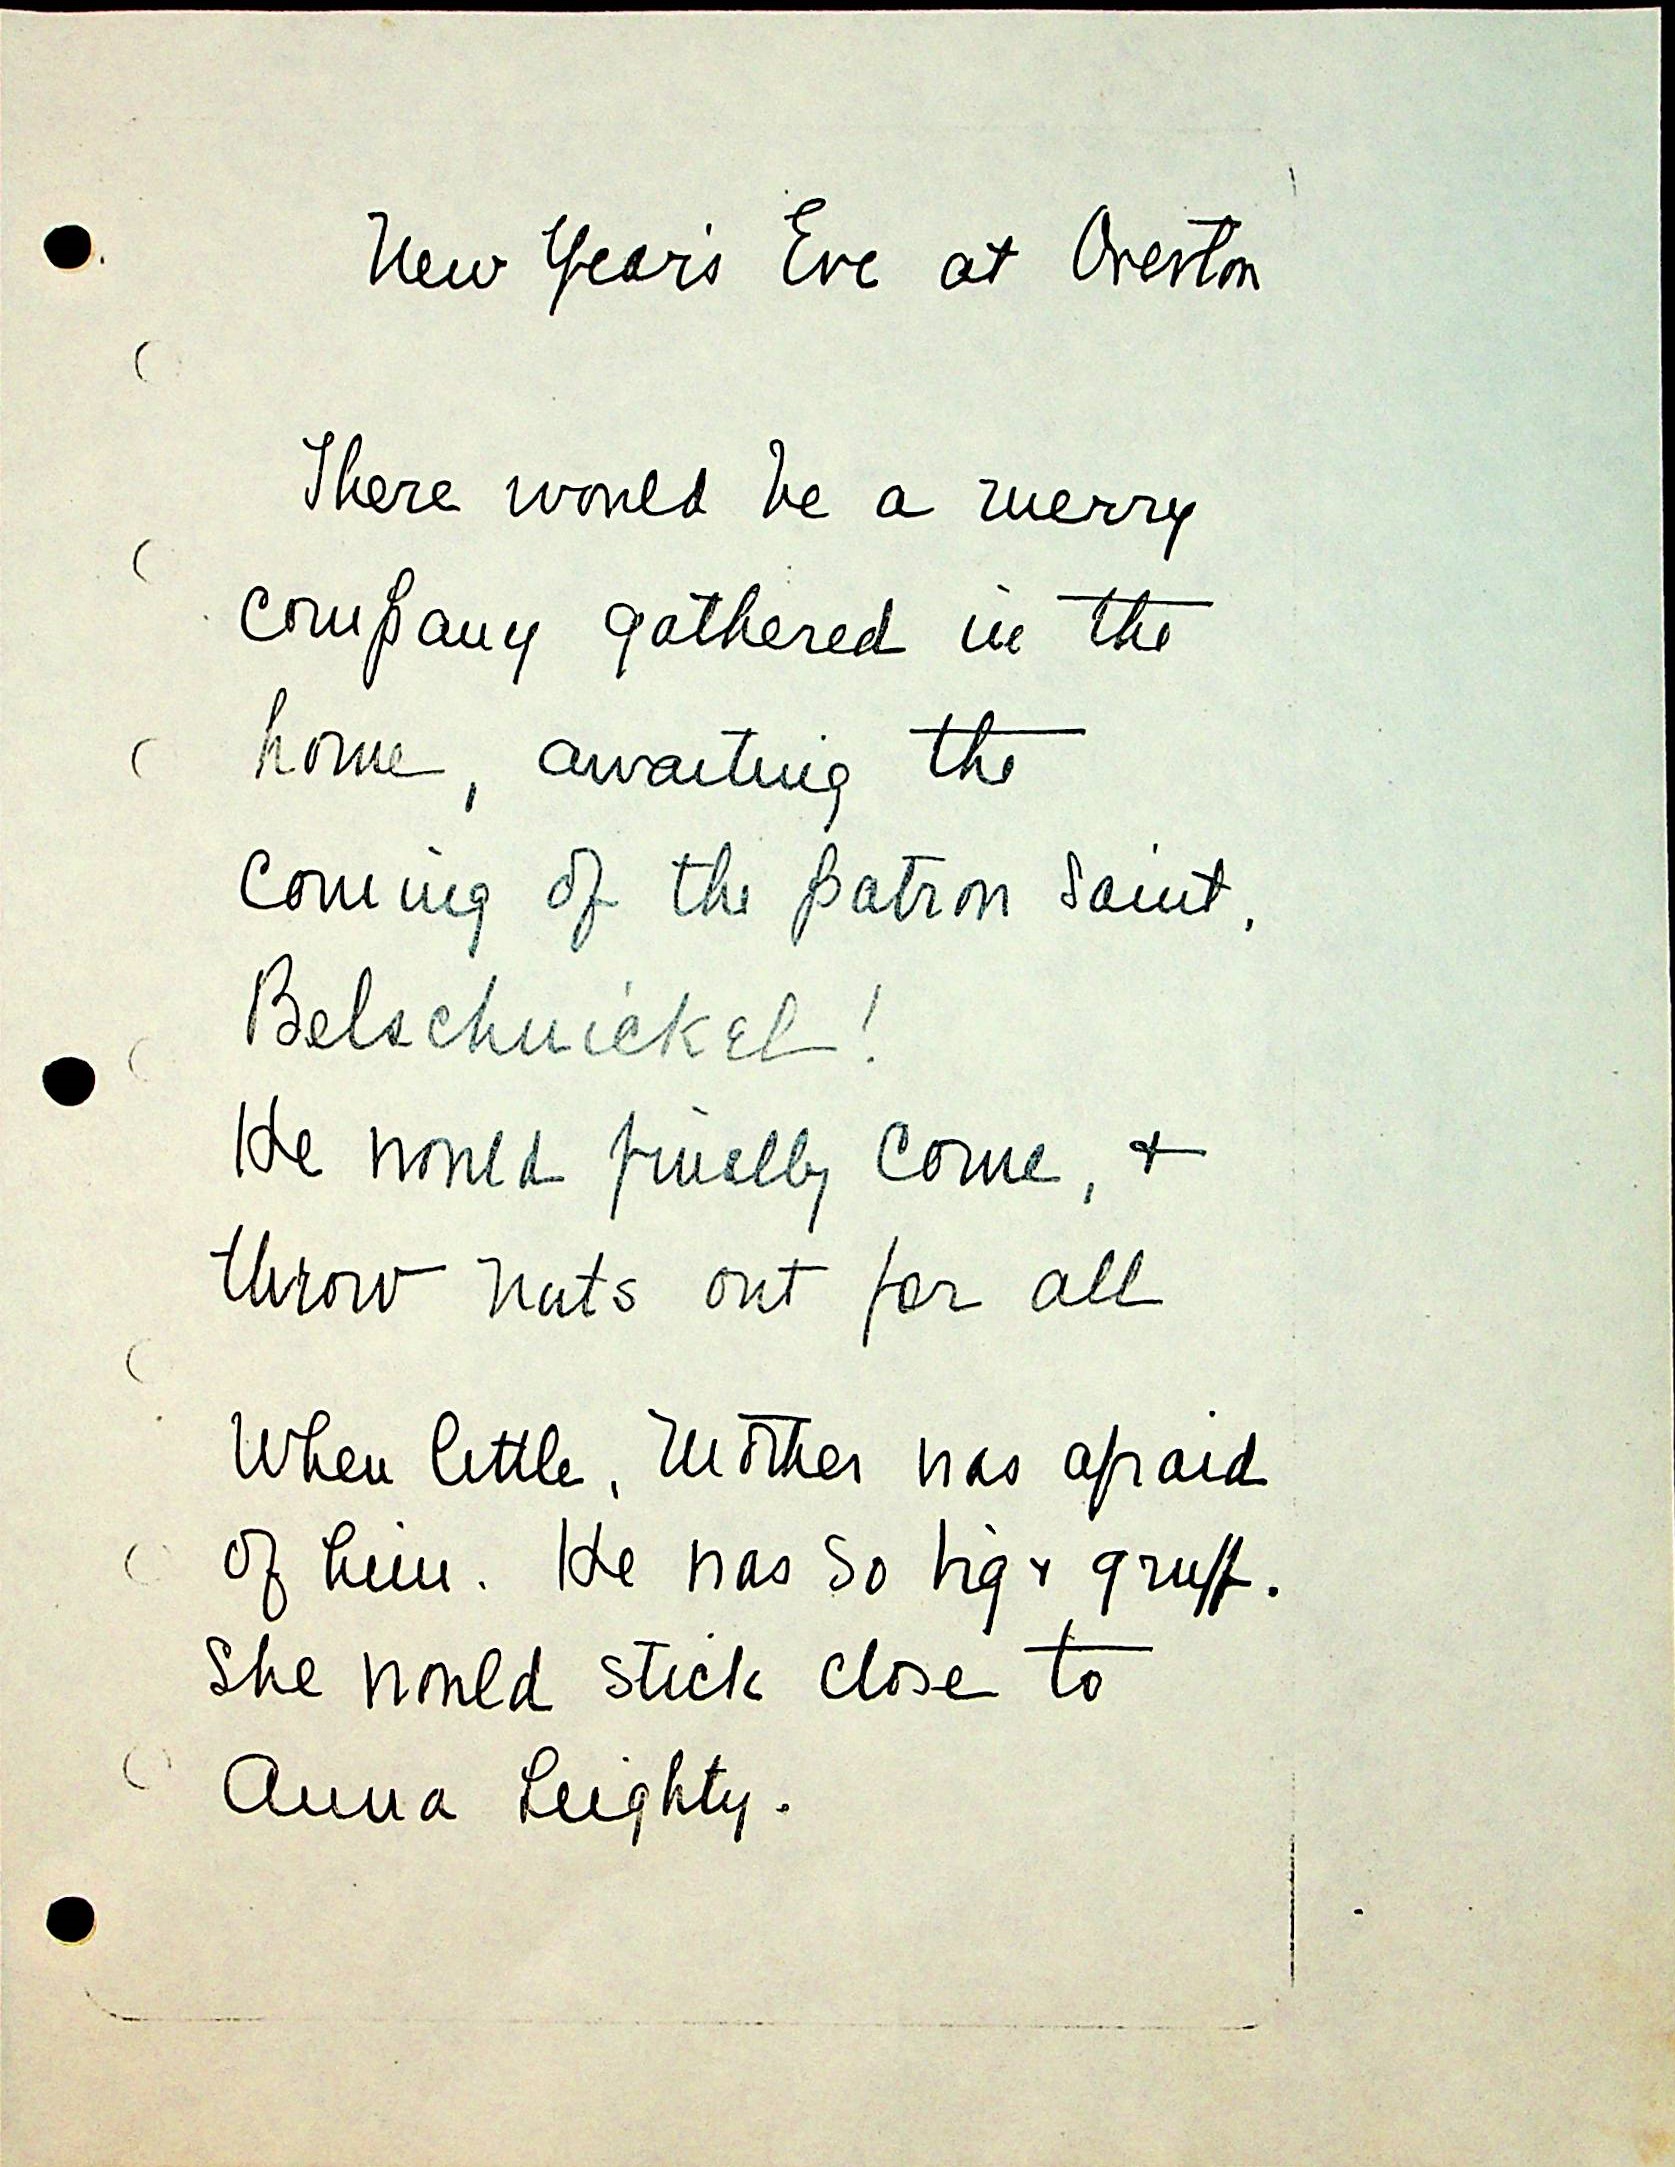 New Year's Eve at Overton
There would be a merry
company gathered in the
home, awaiting the
coming of the patron saint,
Belschnickel!
He would finally come, +
throw nuts out for all
When little, Mother was afraid
of him. He was so big + gruff.
She would stick close to
Anna Leighty.